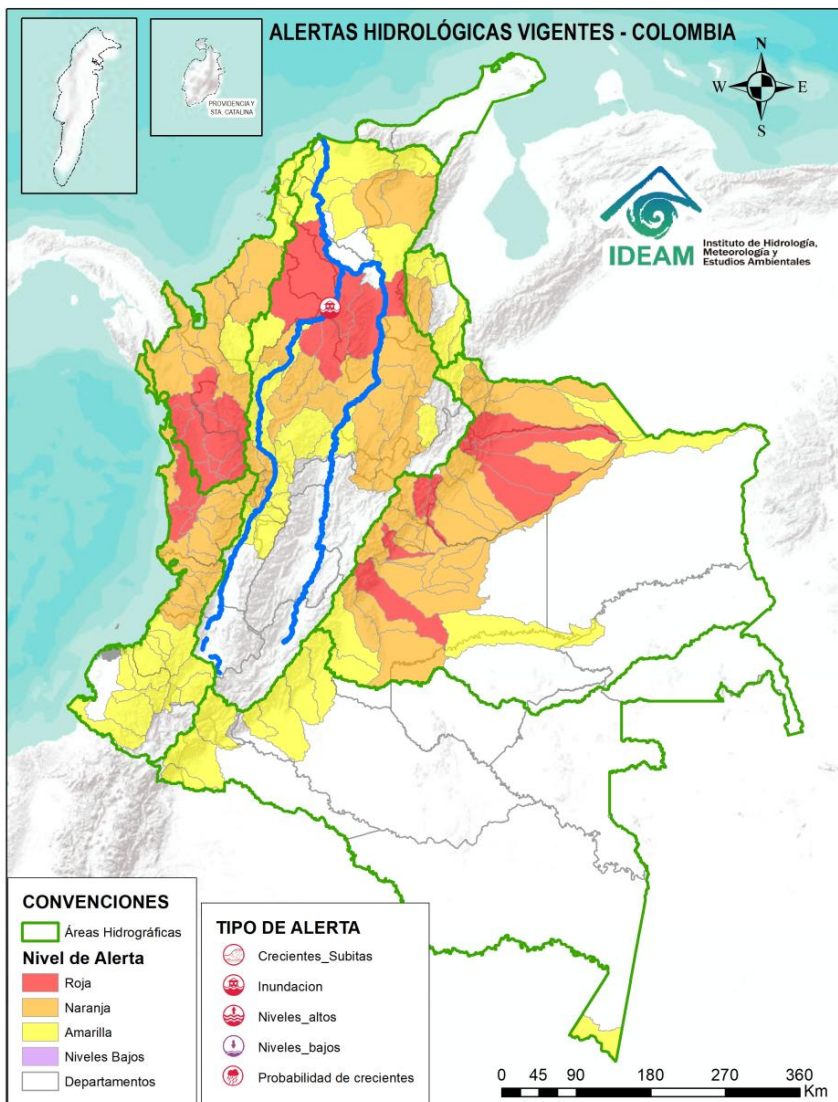 ALERTAS HIDROLÓGICAS VIGENTES - COLOMBIA
PROVIDENCIA Y
STA. CATALINA
N
W
E
S
IDEAM
Instituto de Hidrología,
Meteorología y
Estudios Ambientales
CONVENCIONES
Áreas Hidrográficas
Nivel de Alerta
Roja
Naranja
Amarilla
Niveles Bajos
Departamentos
TIPO DE ALERTA
Crecientes_Subitas
Inundacion
Niveles_altos
Niveles_bajos
Probabilidad de crecientes
0 45 90 180 270 360
Km